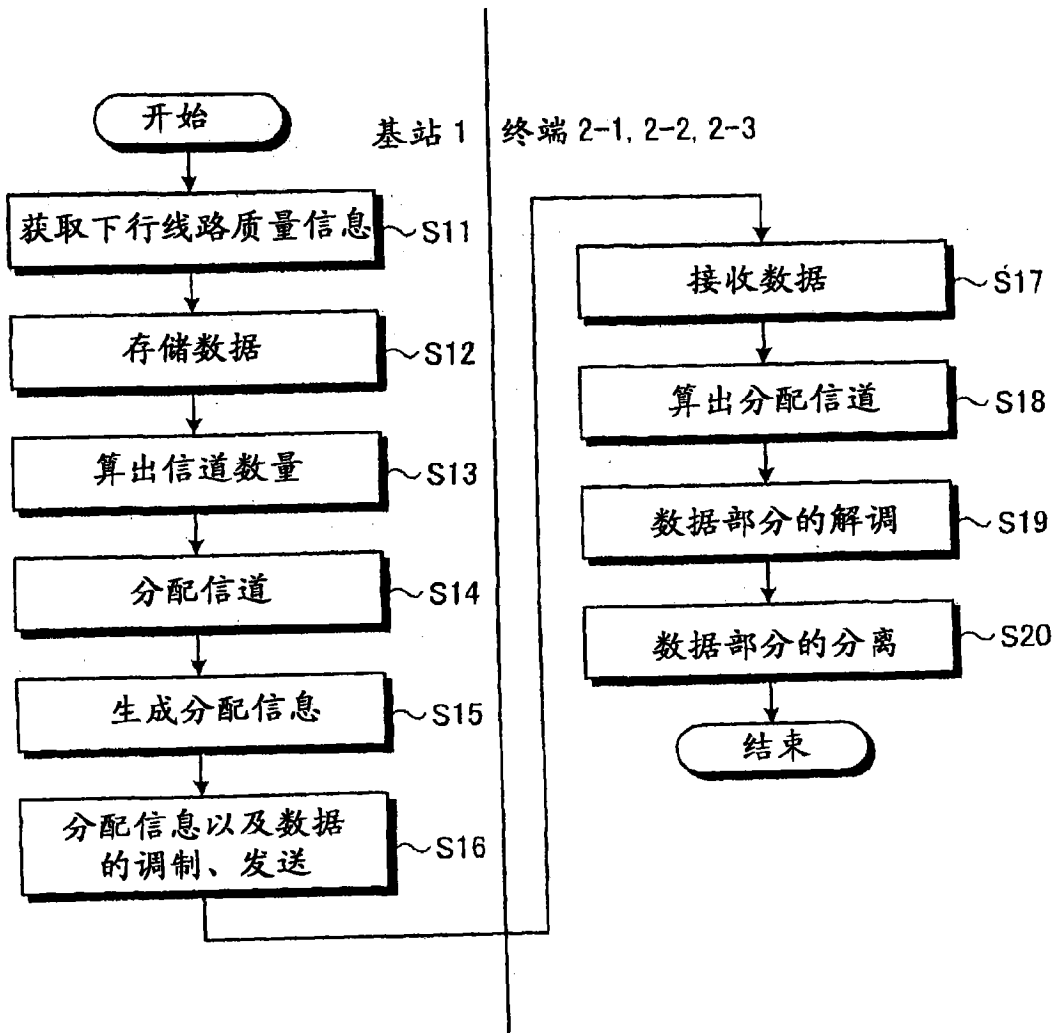 开始
基站 1
终端 2-1, 2-2, 2-3
获取下行线路质量信息
S11
存储数据
S12
算出信道数量
S13
分配信道
S14
生成分配信息
S15
分配信息以及数据
的调制、发送
S16
接收数据
S17
算出分配信道
S18
数据部分的解调
S19
数据部分的分离
S20
结束